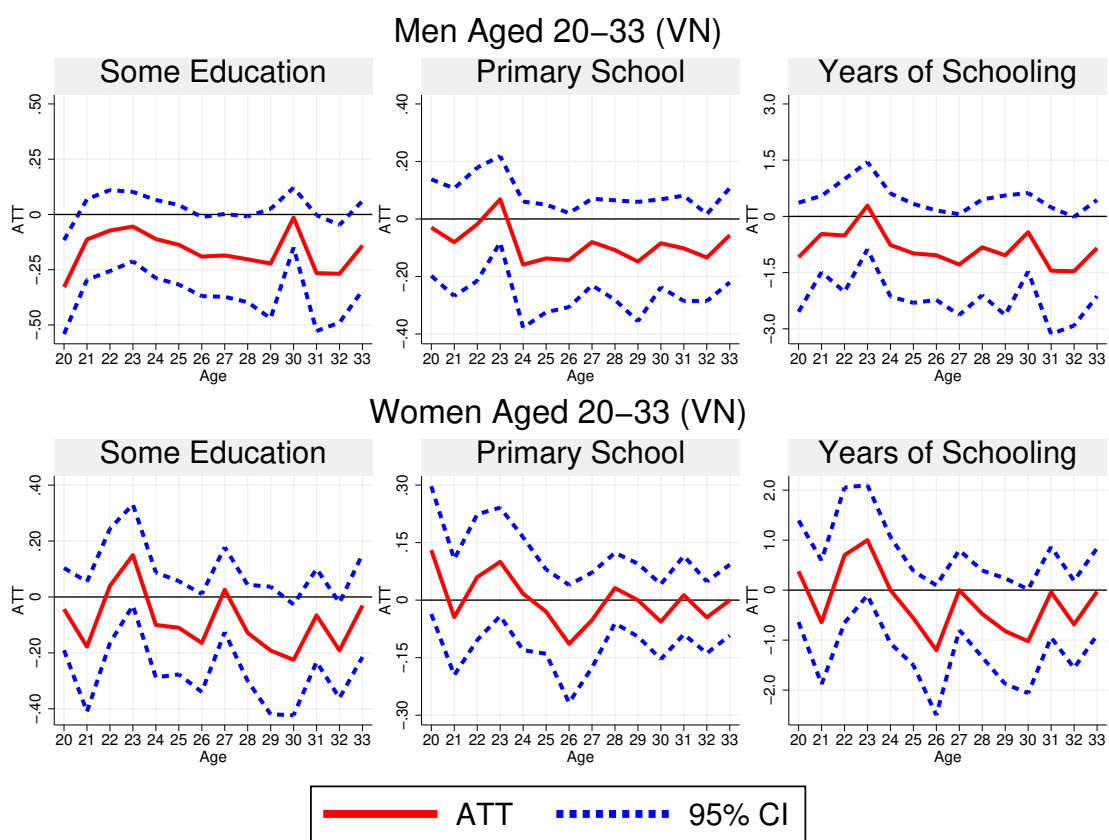 Men Aged 20−33 (VN)
Some Education
Primary School
Years of Schooling
ATT
.50
.25
0
−.25
−.50
20 21 22 23 24 25 26 27 28 29 30 31 32 33
Age
ATT
.40
.20
0
−.20
−.40
20 21 22 23 24 25 26 27 28 29 30 31 32 33
Age
ATT
3.0
1.5
0
−1.5
−3.0
20 21 22 23 24 25 26 27 28 29 30 31 32 33
Age
Women Aged 20−33 (VN)
Some Education
Primary School
Years of Schooling
ATT
.40
.20
0
−.20
−.40
20 21 22 23 24 25 26 27 28 29 30 31 32 33
Age
ATT
.30
.15
0
−.15
−.30
20 21 22 23 24 25 26 27 28 29 30 31 32 33
Age
ATT
2.0
1.0
0
−1.0
−2.0
20 21 22 23 24 25 26 27 28 29 30 31 32 33
Age
ATT
95% CI